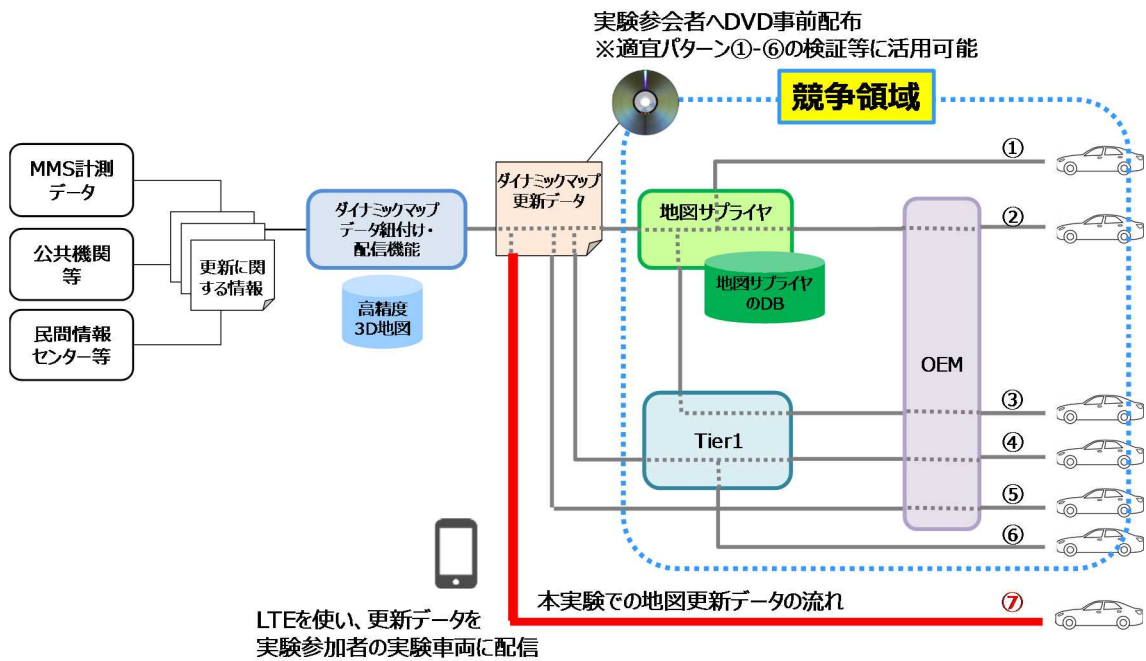 実験参会者へDVD事前配布
※適宜パターン①-⑥の検証等に活用可能
競争領域
MMS計測
データ
公共機関
等
民間情報
センター等
更新に関
する情報
ダイナミックマップ
データ紐付け・
配信機能
高精度
3D地図
ダイナミックマップ
更新データ
地図サプライヤ
地図サプライヤ
のDB
Tier1
OEM
①
②
③
④
⑤
⑥
⑦
本実験での地図更新データの流れ
LTEを使い、更新データを
実験参加者の実験車両に配信